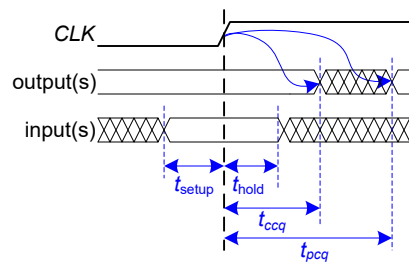 CLK
output(s)
input(s)
tsetup thold
tccq
tpcq